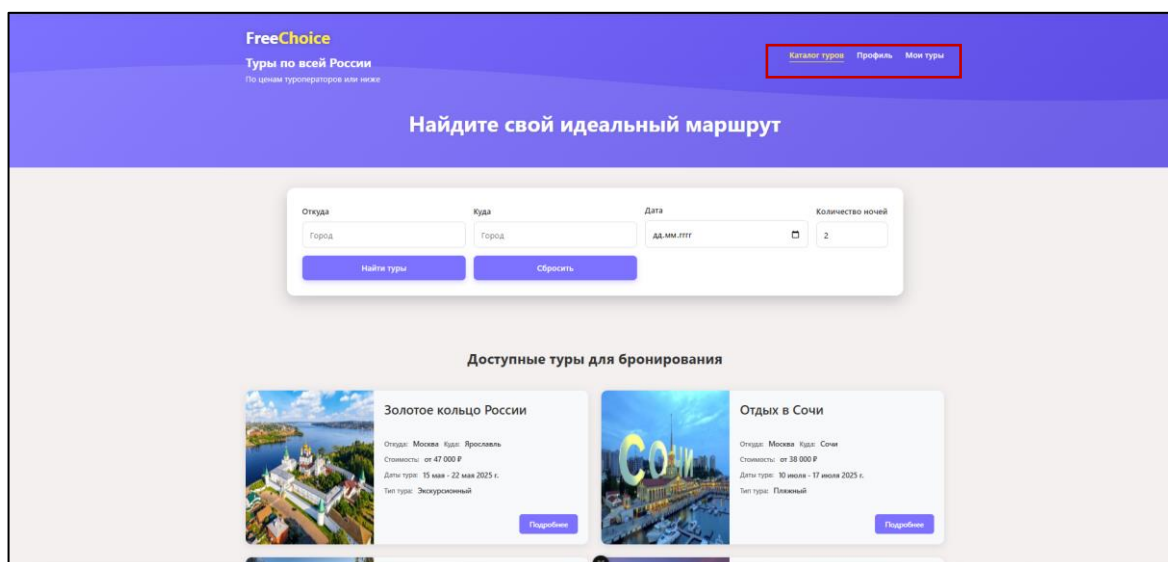 FreeChoice
Туры по всей России
По ценам туроператоров или ниже
Каталог туров Профиль Мои туры
Найдите свой идеальный маршрут
Откуда Куда Дата Количество ночей
Город Город дд.мм.гггг 2
Найти туры Сбросить
Доступные туры для бронирования
Золотое кольцо России
Откуда: Москва Куда: Ярославль
Стоимость: от 47 000 ₽
Даты тура: 15 мая - 22 мая 2025 г.
Тип тура: Экскурсионный
Подробнее
СОЧИ
Отдых в Сочи
Откуда: Москва Куда: Сочи
Стоимость: от 38 000 ₽
Даты тура: 10 июля - 17 июля 2025 г.
Тип тура: Пляжный
Подробнее